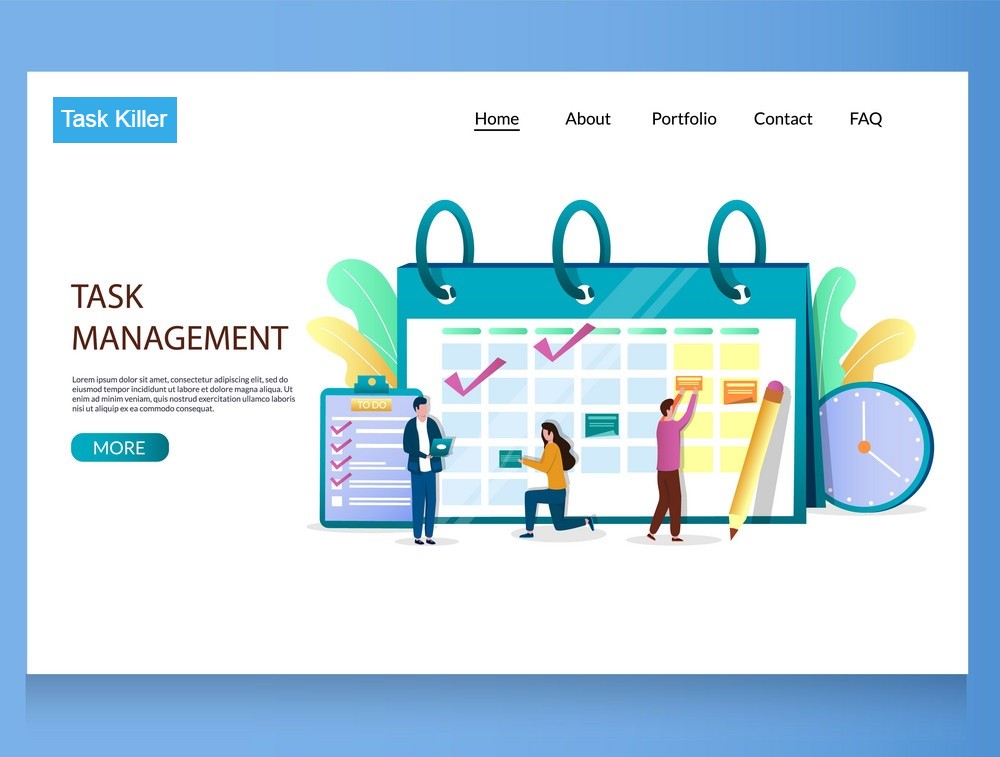 Task Killer
Home About Portfolio Contact FAQ
TASK
MANAGEMENT
Lorem ipsum dolor sit amet, consectetur adipiscing elit, sed do
eiusmod tempor incididunt ut labore et dolore magna aliqua. Ut
enim ad minim veniam, quis nostrud exercitation ullamco laboris
nisi ut aliquip ex ea commodo consequat.
MORE
TO DO